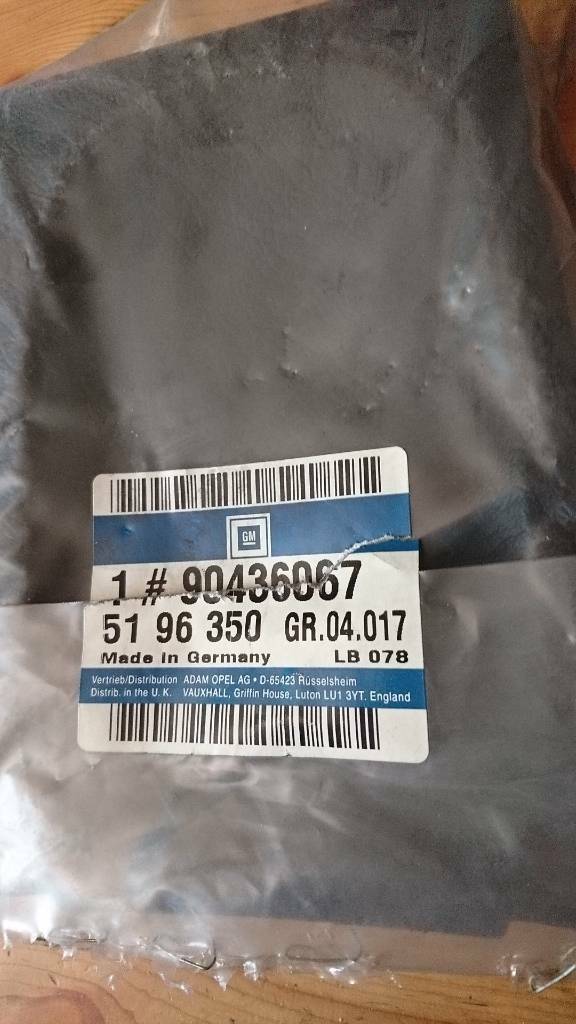 GM
1 # 90436067
51 96 350 GR.04.017
Made in Germany LB 078
Vertrieb/Distribution ADAM OPEL AG • D-65423 Rüsselsheim
Distrib. in the U. K. VAUXHALL, Griffin House, Luton LU1 3YT. England